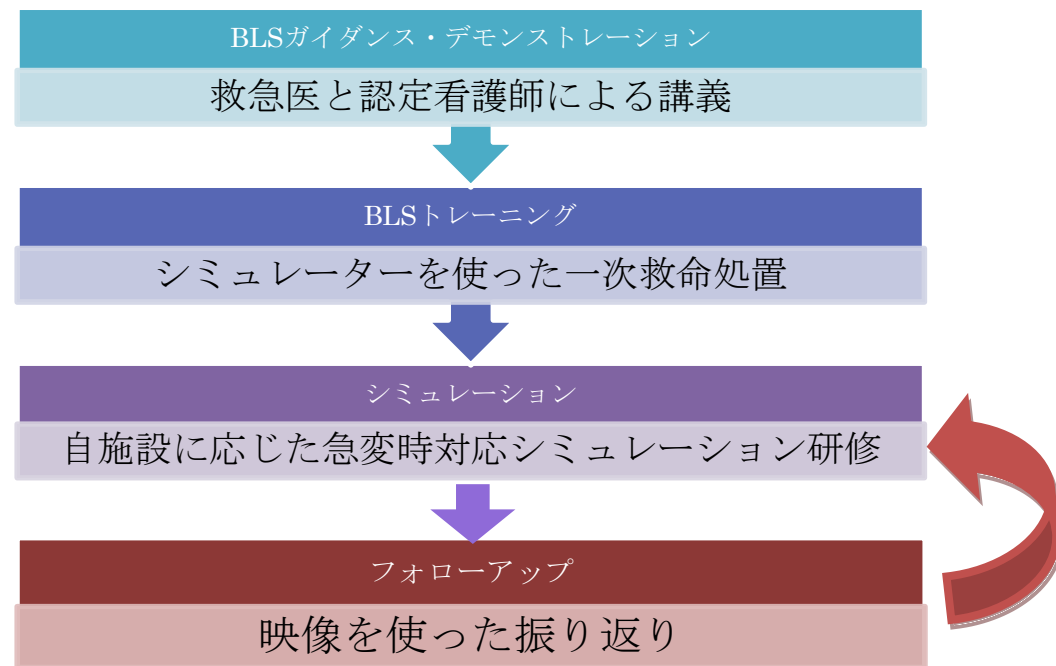 BLSガイダンス・デモンストレーション
救急医と認定看護師による講義
BLSトレーニング
シミュレーターを使った一次救命処置
シミュレーション
自施設に応じた急変時対応シミュレーション研修
フォローアップ
映像を使った振り返り